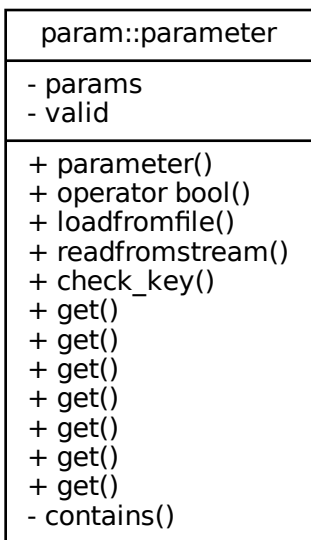 param::parameter
- params
- valid
+ parameter()
+ operator bool()
+ loadfromfile()
+ readfromstream()
+ check_key()
+ get()
+ get()
+ get()
+ get()
+ get()
+ get()
+ get()
- contains()